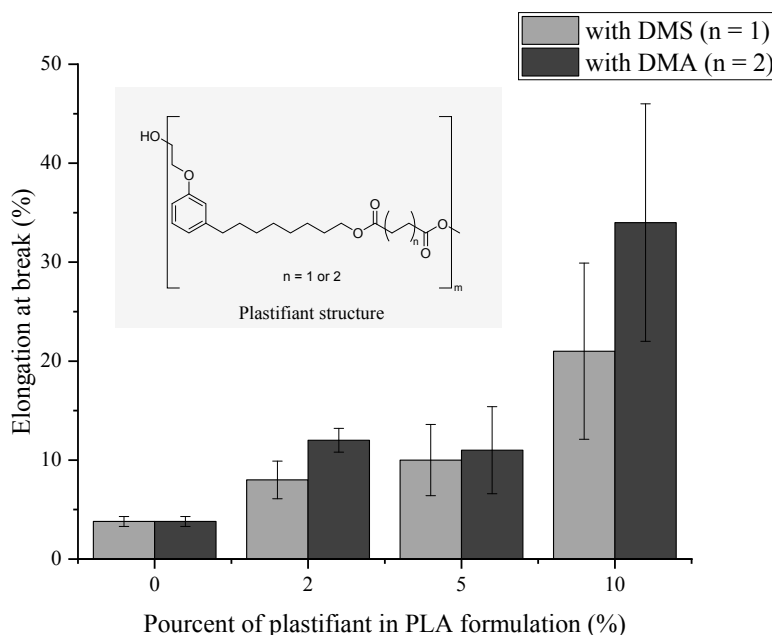 with DMS (n = 1)
with DMA (n = 2)
Elongation at break (%)
50
40
30
20
10
0
HO
O
O
O
O
O
n
m
n = 1 or 2
Plastifiant structure
0 2 5 10
Pourcent of plastifiant in PLA formulation (%)